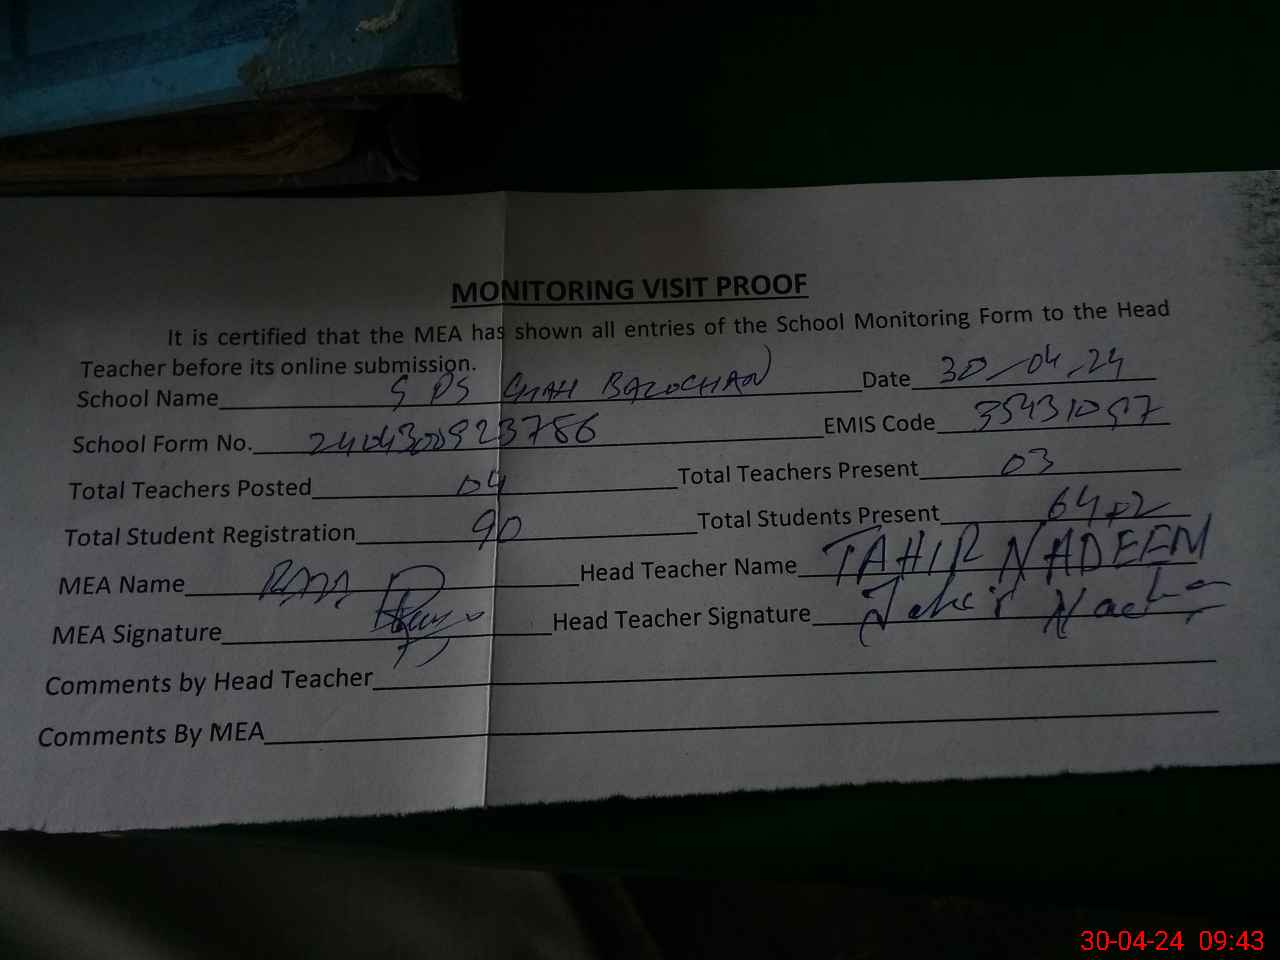 MONITORING VISIT PROOF
It is certified that the MEA has shown all entries of the School Monitoring Form to the Head
Teacher before its online submission.
School Name PS BALOCHAN Date 30-04-24
School Form No. EMIS Code
Total Teachers Posted 04 Total Teachers Present 03
Total Student Registration 90 Total Students Present 64+2
MEA Name Head Teacher Name TAHIR NADEEM
MEA Signature Head Teacher Signature Tahir
Comments by Head Teacher
Comments By MEA
30-04-24 09:43